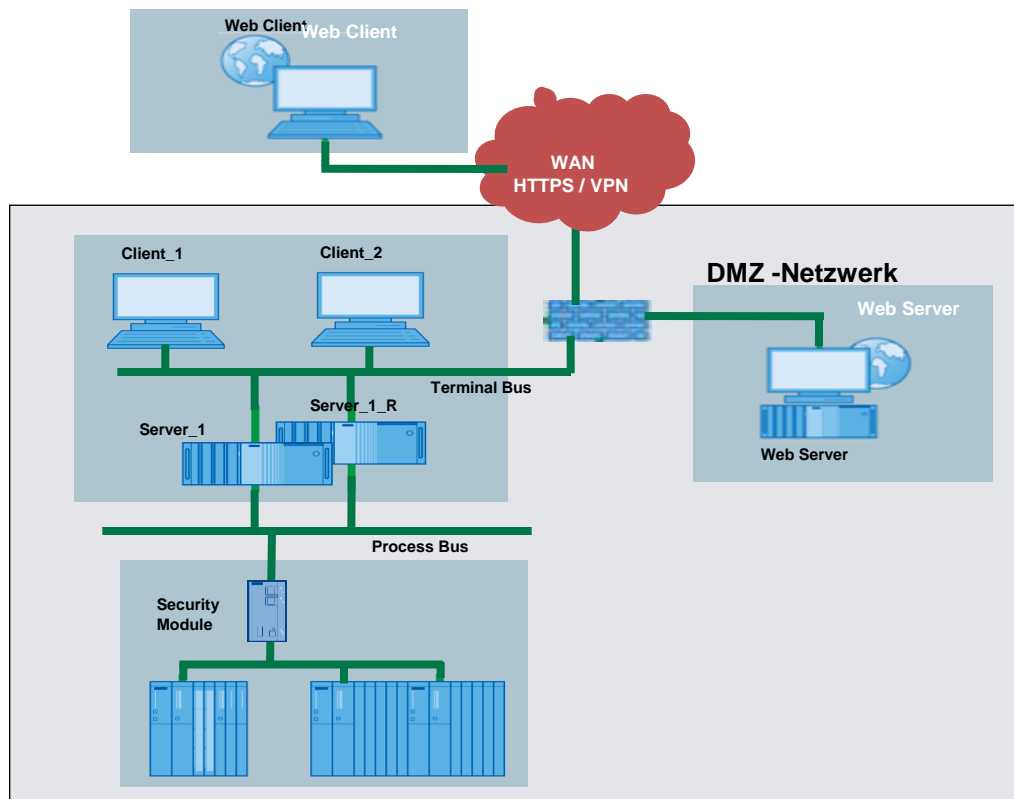 Web Client
Web Client
WAN
HTTPS / VPN
Client_1
Client_2
DMZ -Netzwerk
Web Server
Terminal Bus
Server_1_R
Server_1
Web Server
Process Bus
Security
Module